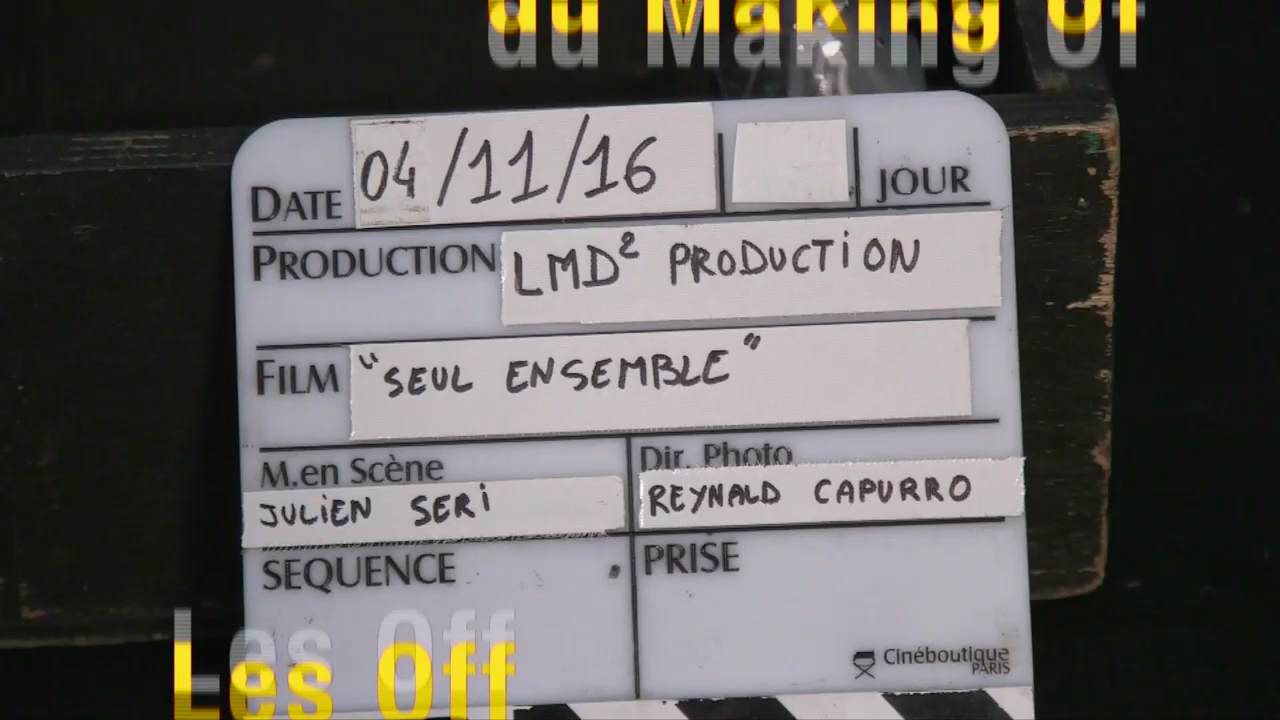 du Making Of
DATE 04/11/16 JOUR
PRODUCTION LMD² PRODUCTION
FILM "SEUL ENSEMBLE"
M.en Scène Dir. Photo
JULIEN SERI REYNALD CAPURRO
SEQUENCE PRISE
Cinéboutique
PARIS
Les Off